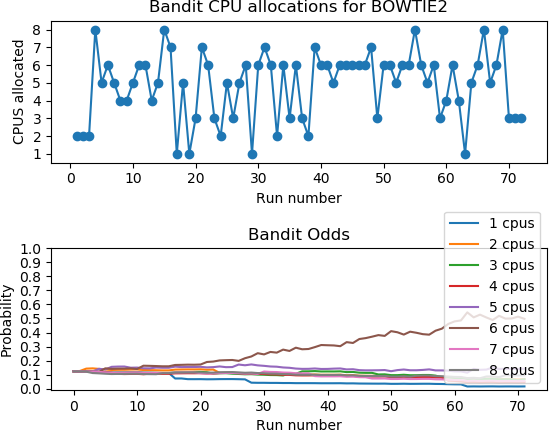 Bandit CPU allocations for BOWTIE2
CPUS allocated
8
7
6
5
4
3
2
1
0 10 20 30 40 50 60 70
Run number
Bandit Odds
Probability
1.0
0.9
0.8
0.7
0.6
0.5
0.4
0.3
0.2
0.1
0.0
1 cpus
2 cpus
3 cpus
4 cpus
5 cpus
6 cpus
7 cpus
8 cpus
0 10 20 30 40 50 60 70
Run number